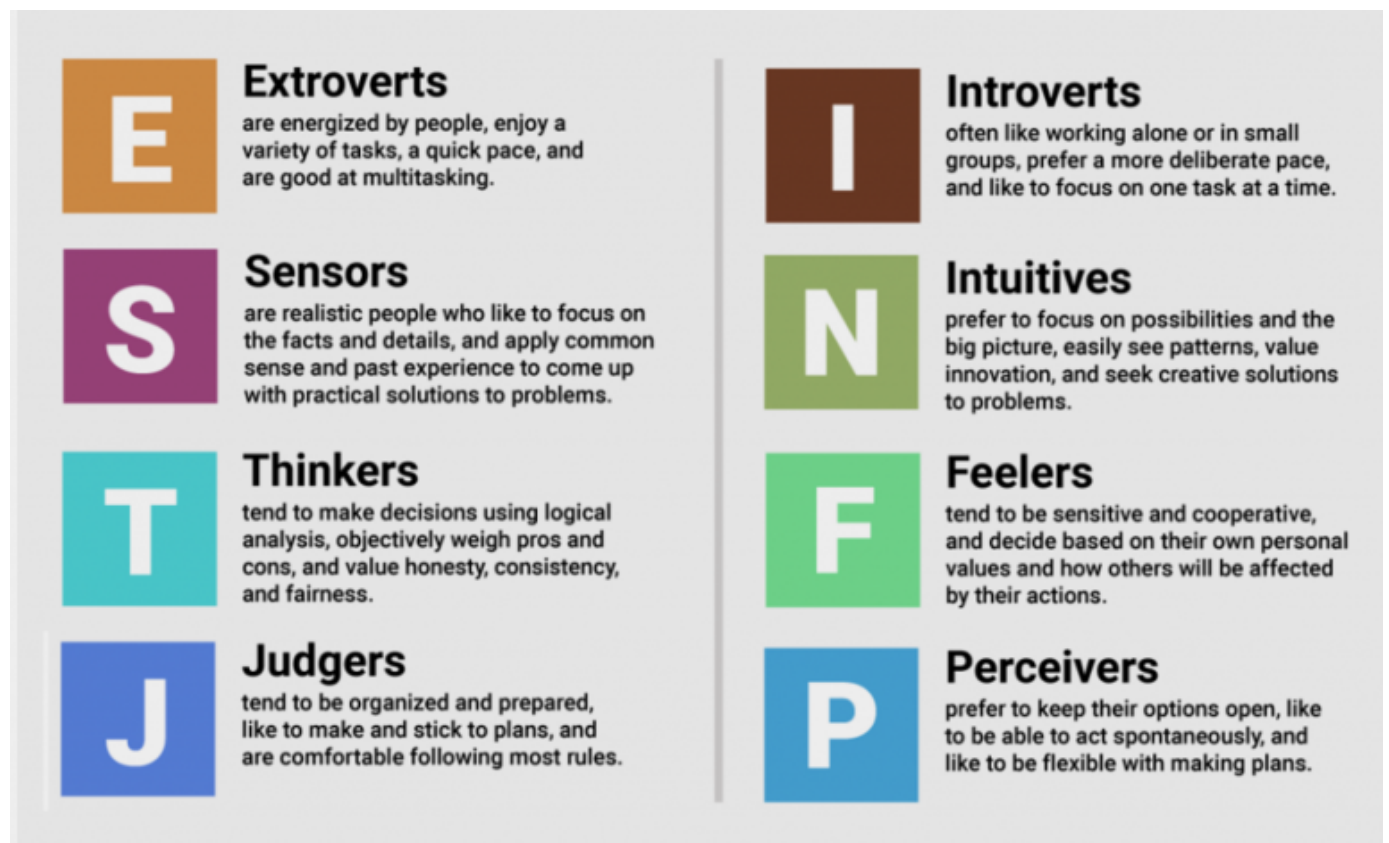 E
Extroverts
are energized by people, enjoy a
variety of tasks, a quick pace, and
are good at multitasking.
S
Sensors
are realistic people who like to focus on
the facts and details, and apply common
sense and past experience to come up
with practical solutions to problems.
T
Thinkers
tend to make decisions using logical
analysis, objectively weigh pros and
cons, and value honesty, consistency,
and fairness.
J
Judgers
tend to be organized and prepared,
like to make and stick to plans, and
are comfortable following most rules.
I
Introverts
often like working alone or in small
groups, prefer a more deliberate pace,
and like to focus on one task at a time.
N
Intuitives
prefer to focus on possibilities and the
big picture, easily see patterns, value
innovation, and seek creative solutions
to problems.
F
Feelers
tend to be sensitive and cooperative,
and decide based on their own personal
values and how others will be affected
by their actions.
P
Perceivers
prefer to keep their options open, like
to be able to act spontaneously, and
like to be flexible with making plans.